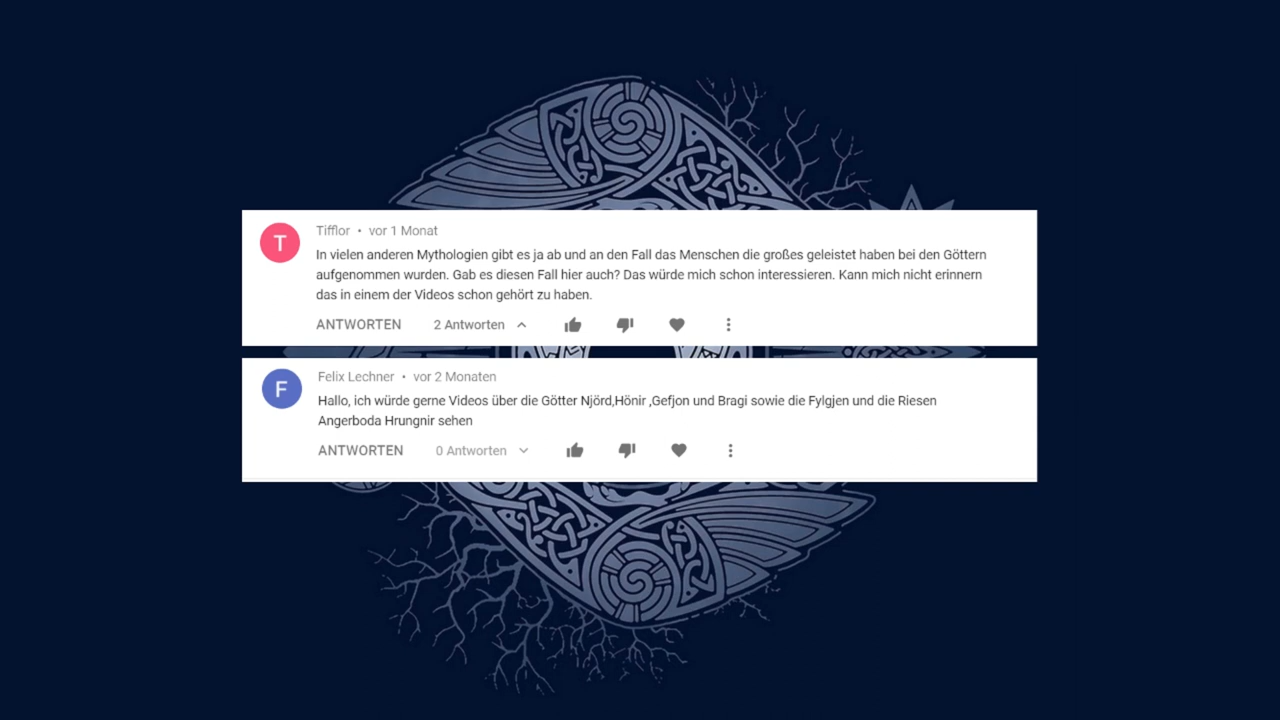 T
Tifflor • vor 1 Monat
In vielen anderen Mythologien gibt es ja ab und an den Fall das Menschen die großes geleistet haben bei den Göttern
aufgenommen wurden. Gab es diesen Fall hier auch? Das würde mich schon interessieren. Kann mich nicht erinnern
das in einem der Videos schon gehört zu haben.
ANTWORTEN 2 Antworten
F
Felix Lechner • vor 2 Monaten
Hallo, ich würde gerne Videos über die Götter Njörd,Hönir ,Gefjon und Bragi sowie die Fylgjen und die Riesen
Angerboda Hrungnir sehen
ANTWORTEN 0 Antworten